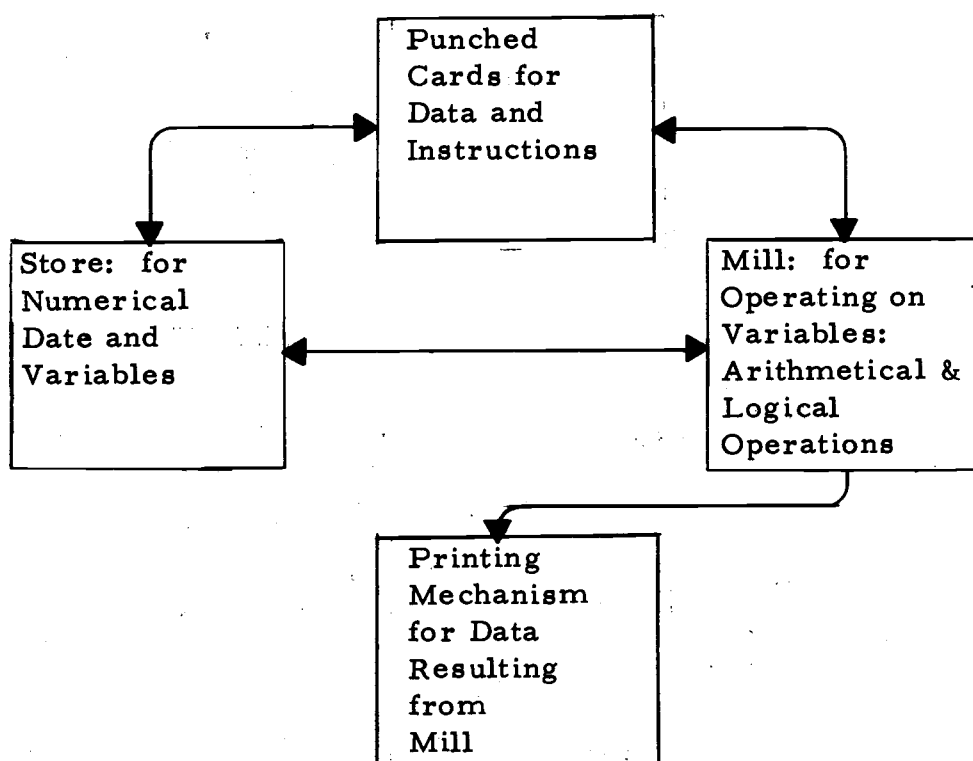 Punched
Cards for
Data and
Instructions
Store: for
Numerical
Date and
Variables
Mill: for
Operating on
Variables:
Arithmetical &
Logical
Operations
Printing
Mechanism
for Data
Resulting
from
Mill